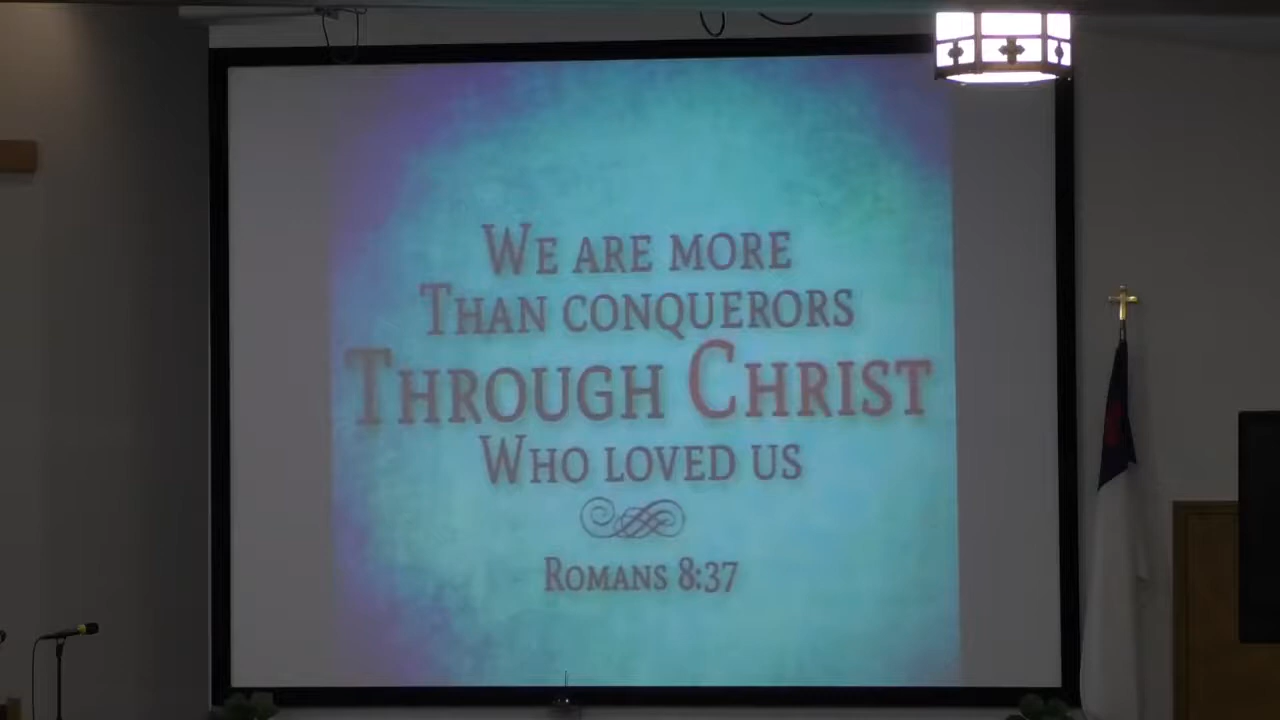 We are more
Than conquerors
Through Christ
Who loved us
Romans 8:37